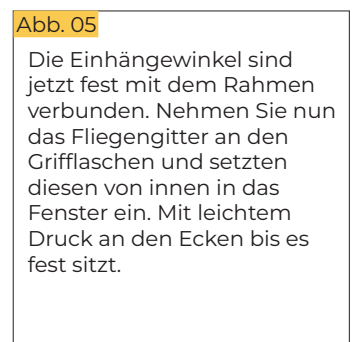 Abb. 05
Die Einhängewinkel sind
jetzt fest mit dem Rahmen
verbunden. Nehmen Sie nun
das Fliegengitter an den
Grifflaschen und setzten
diesen von innen in das
Fenster ein. Mit leichtem
Druck an den Ecken bis es
fest sitzt.